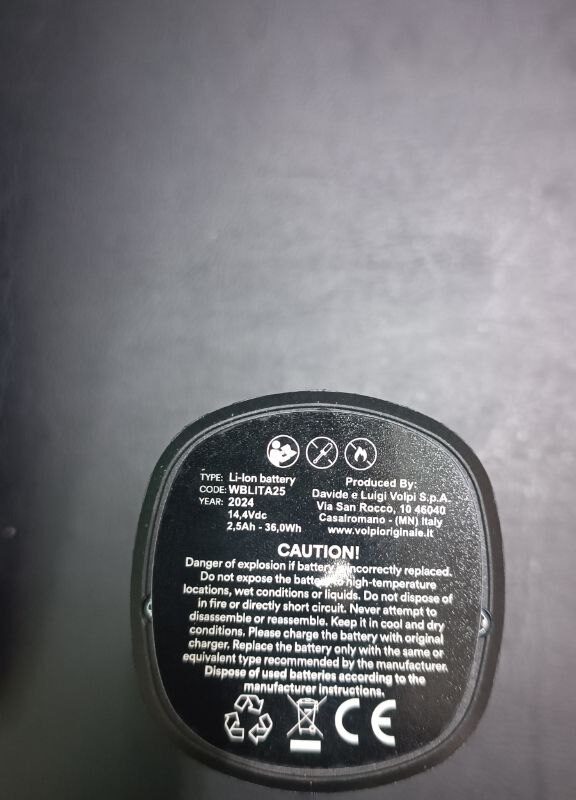 TYPE: Li-Ion battery
CODE: WBLITA25
YEAR: 2024
14,4Vdc
2,5Ah - 36,0Wh
Produced By:
Davide e Luigi Volpi S.p.A.
Via San Rocco, 10 46040
Casalromano - (MN) Italy
www.volpioriginale.it
CAUTION!
Danger of explosion if battery incorrectly replaced.
Do not expose the battery to high-temperature
locations, wet conditions or liquids. Do not dispose of
in fire or directly short circuit. Never attempt to
disassemble or reassemble. Keep it in cool and dry
conditions. Please charge the battery with original
charger. Replace the battery only with the same or
equivalent type recommended by the manufacturer.
Dispose of used batteries according to the
manufacturer instructions.
CE